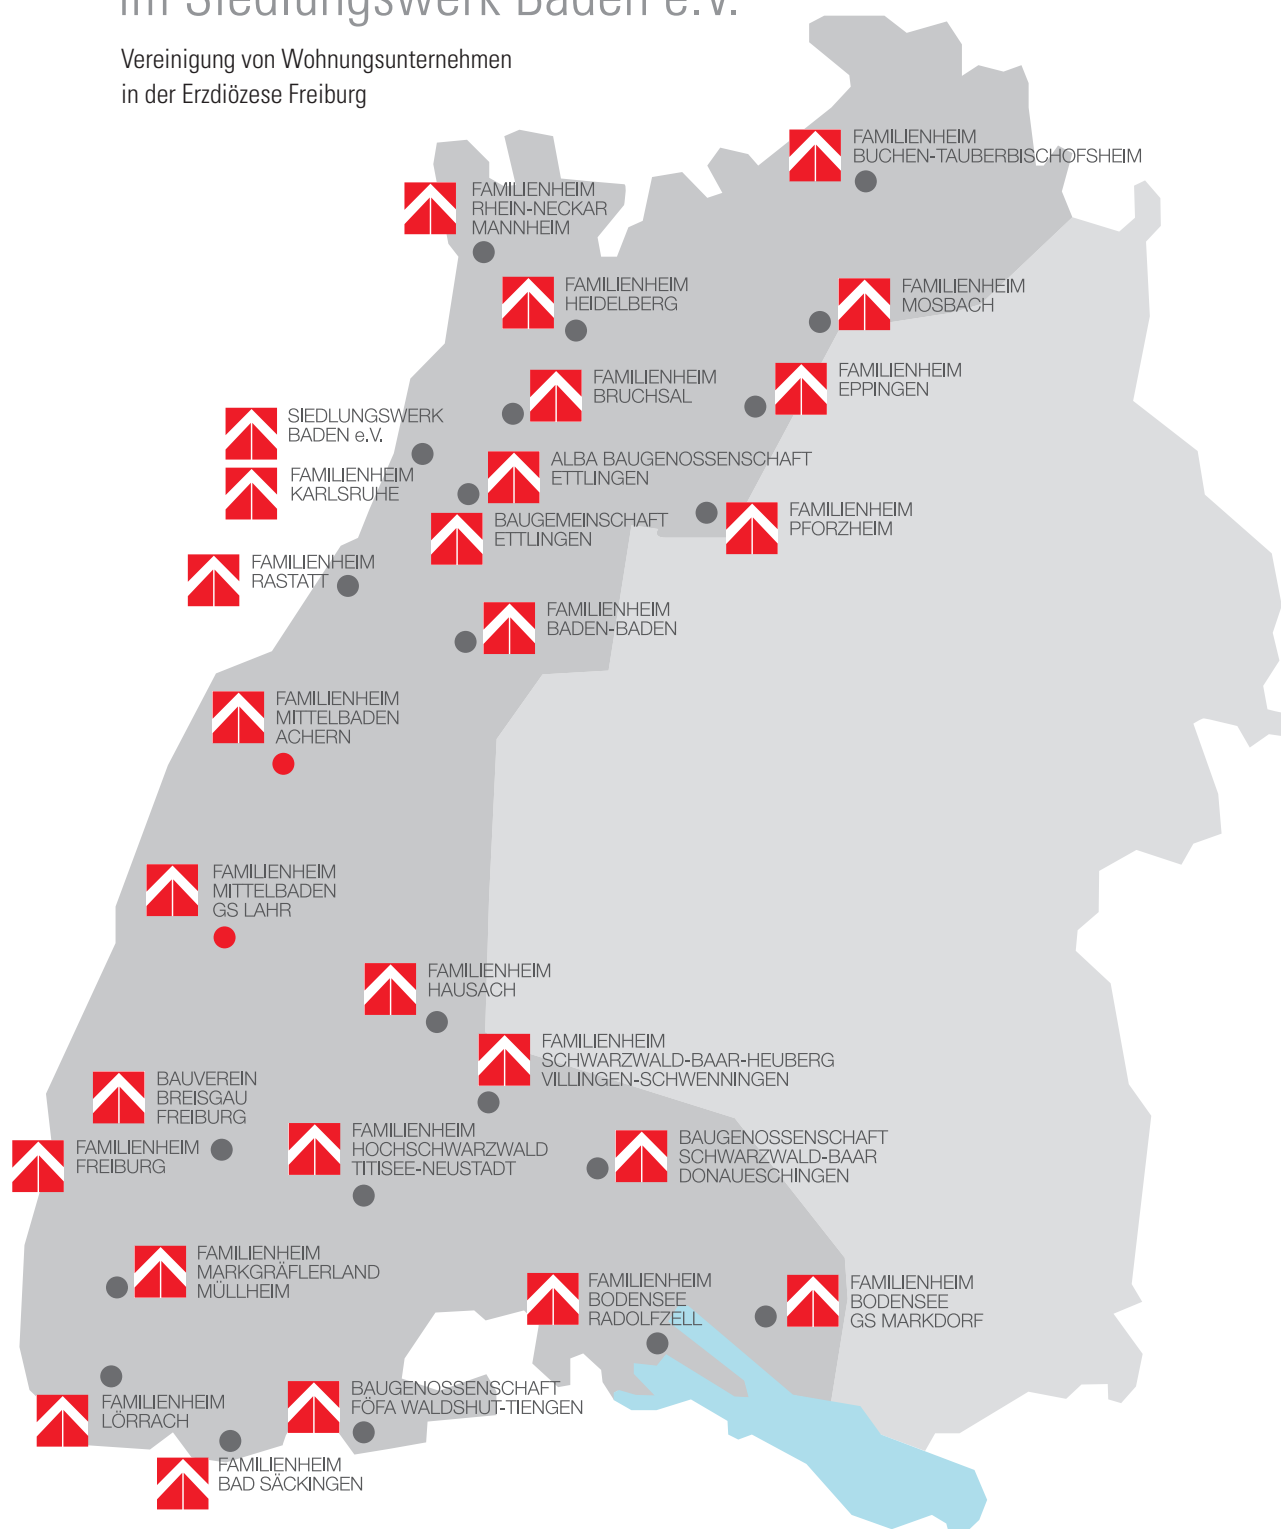 im Siedlungswerk Baden e.V.
Vereinigung von Wohnungsunternehmen
in der Erzdiözese Freiburg
FAMILIENHEIM
BUCHEN-TAUBERBISCHOFSHEIM
FAMILIENHEIM
RHEIN-NECKAR
MANNHEIM
FAMILIENHEIM
HEIDELBERG
FAMILIENHEIM
MOSBACH
FAMILIENHEIM
BRUCHSAL
FAMILIENHEIM
EPPINGEN
SIEDLUNGSWERK
BADEN e.V.
FAMILIENHEIM
KARLSRUHE
ALBA BAUGENOSSENSCHAFT
ETTLINGEN
BAUGEMEINSCHAFT
ETTLINGEN
FAMILIENHEIM
PFORZHEIM
FAMILIENHEIM
RASTATT
FAMILIENHEIM
BADEN-BADEN
FAMILIENHEIM
MITTELBADEN
ACHERN
FAMILIENHEIM
MITTELBADEN
GS LAHR
FAMILIENHEIM
HAUSACH
FAMILIENHEIM
SCHWARZWALD-BAAR-HEUBERG
VILLINGEN-SCHWENNINGEN
BAUVEREIN
BREISGAU
FREIBURG
FAMILIENHEIM
FREIBURG
FAMILIENHEIM
HOCHSCHWARZWALD
TITISEE-NEUSTADT
BAUGENOSSENSCHAFT
SCHWARZWALD-BAAR
DONAUESCHINGEN
FAMILIENHEIM
MARKGRÄFLERLAND
MÜLLHEIM
FAMILIENHEIM
BODENSEE
RADOLFZELL
FAMILIENHEIM
BODENSEE
GS MARKDORF
FAMILIENHEIM
LÖRRACH
BAUGENOSSENSCHAFT
FÖFA WALDSHUT-TIENGEN
FAMILIENHEIM
BAD SÄCKINGEN